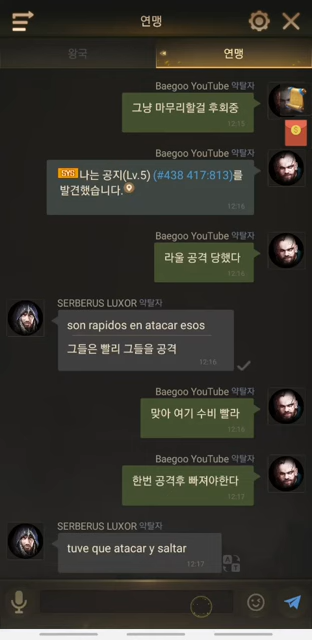 연맹
왕국
연맹
Baegoo YouTube 약탈자
그냥 마무리할걸 후회중
12:15
Baegoo YouTube 약탈자
SYS 나는 공지(Lv.5) (#438 417:813)를
발견했습니다.
12:16
Baegoo YouTube 약탈자
라울 공격 당했다
12:16
SERBERUS LUXOR 약탈자
son rapidos en atacar esos
그들은 빨리 그들을 공격
12:16
Baegoo YouTube 약탈자
맞아 여기 수비 빨라
12:16
Baegoo YouTube 약탈자
한번 공격후 빠져야한다
12:17
SERBERUS LUXOR 약탈자
tuve que atacar y saltar
12:17